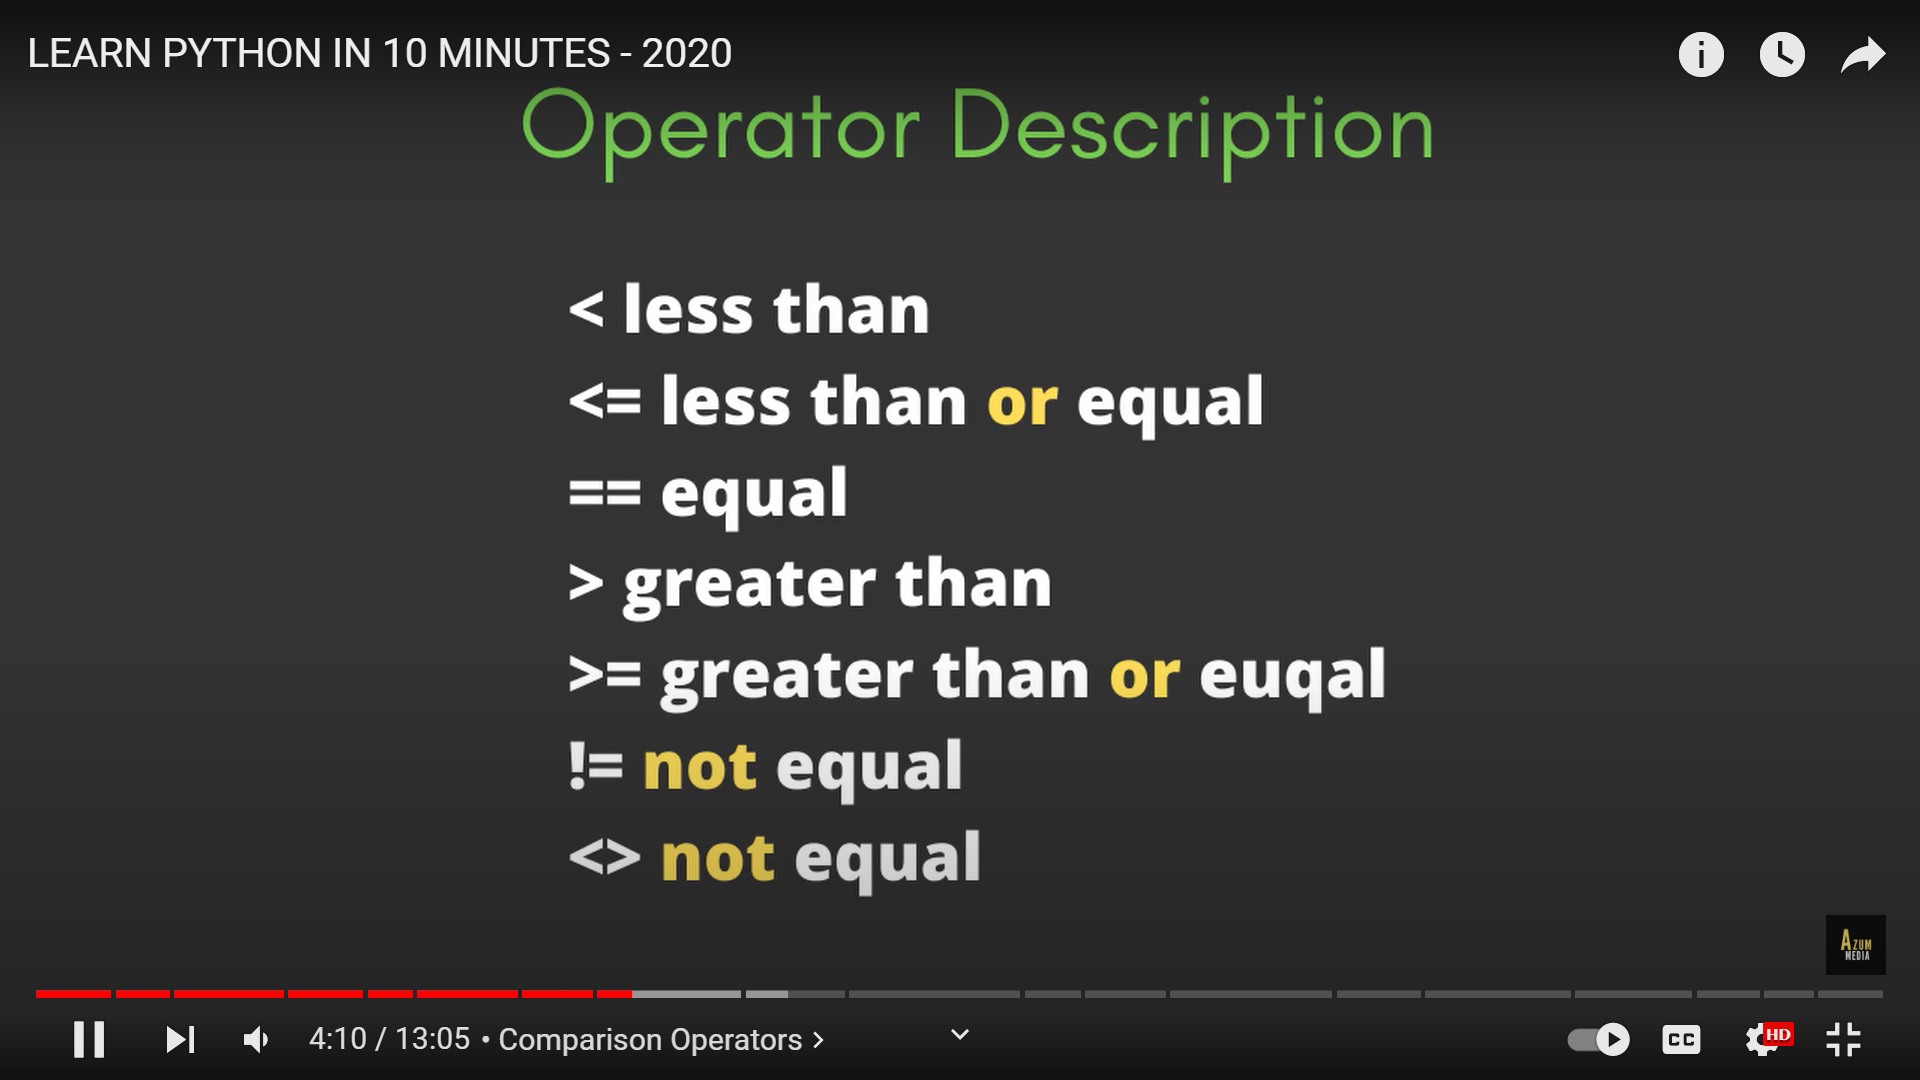 LEARN PYTHON IN 10 MINUTES - 2020
Operator Description
< less than
<= less than or equal
== equal
> greater than
>= greater than or euqal
!= not equal
<> not equal
AZUM
MEDIA
4:10 / 13:05 • Comparison Operators >
CC
HD